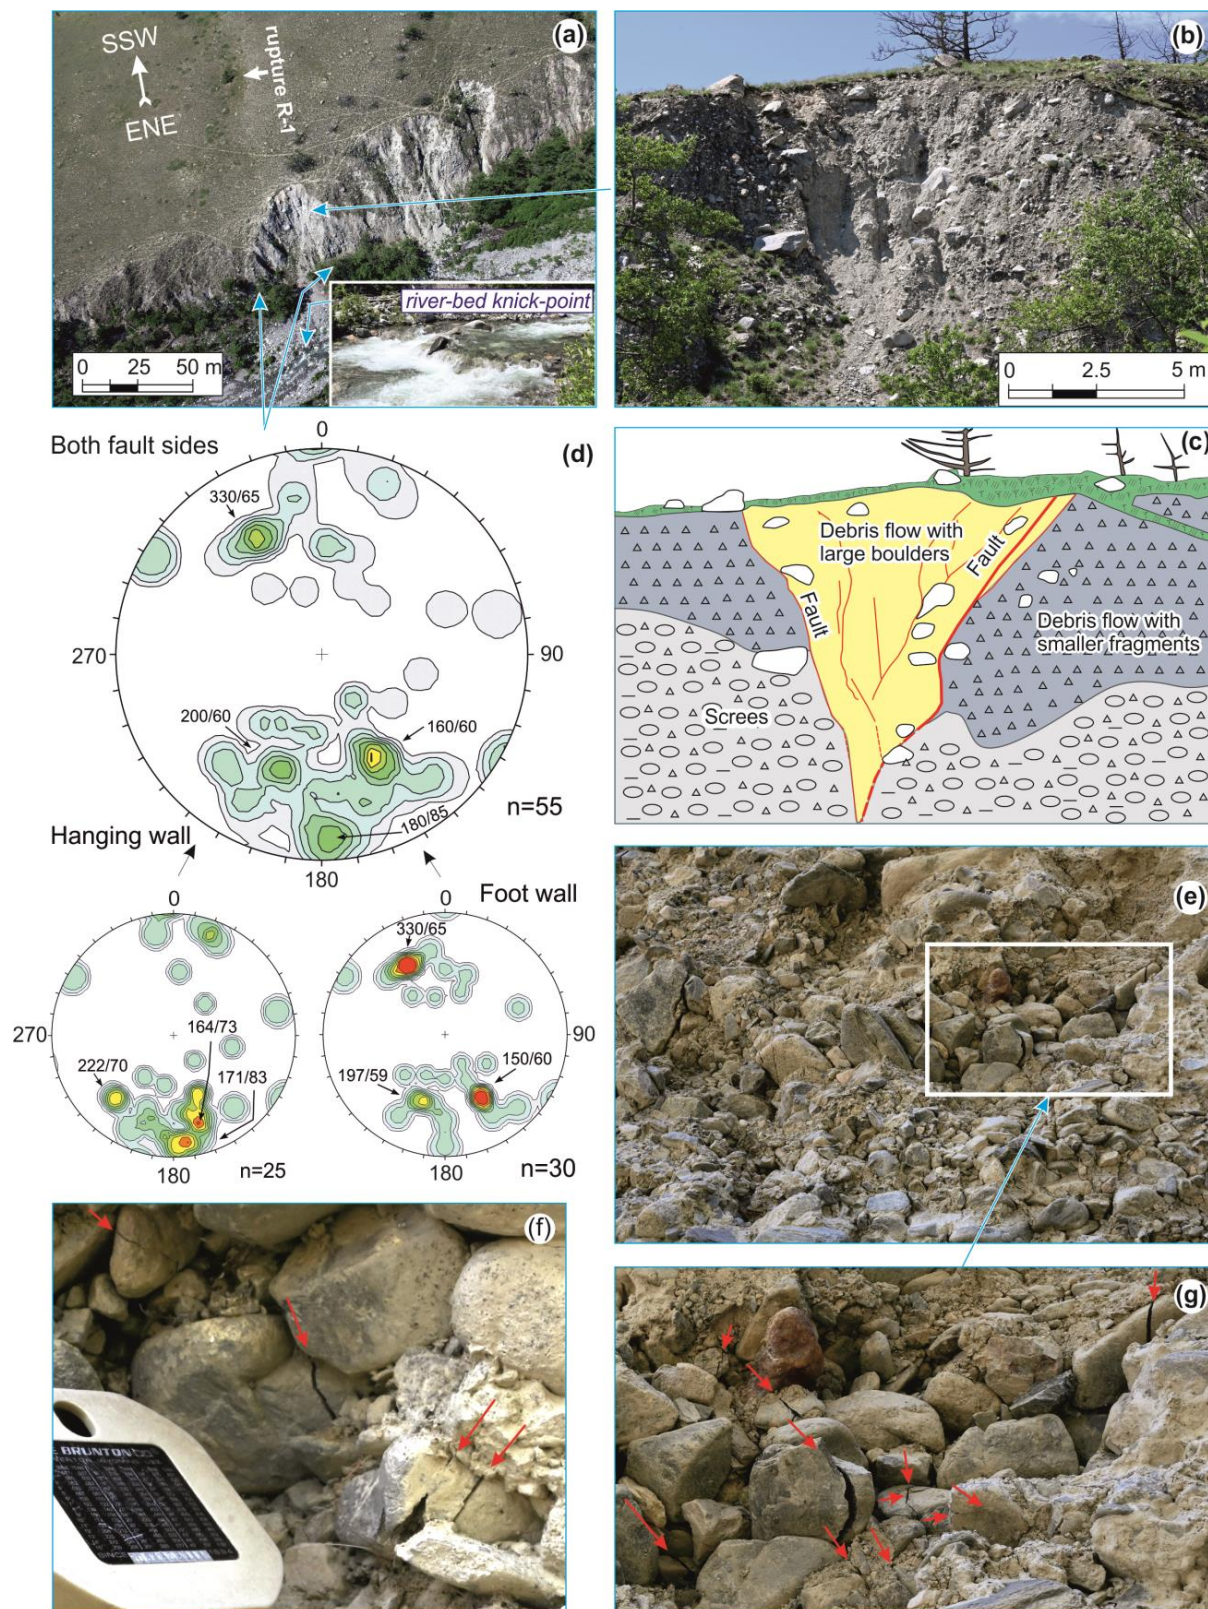 (a)
SSW
ENE
rupture R-1
river-bed knick-point
0 25 50 m
(b)
0 2.5 5 m
Both fault sides
(d)
0
330/65
270
90
200/60
160/60
180/85
n=55
180
Hanging wall
Foot wall
0
270
164/73
222/70
171/83
180
n=25
0
330/65
90
197/59
150/60
180
n=30
(c)
Debris flow with
large boulders
Fault
Fault
Debris flow with
smaller fragments
Screes
(e)
(f)
BRUNTON
(g)